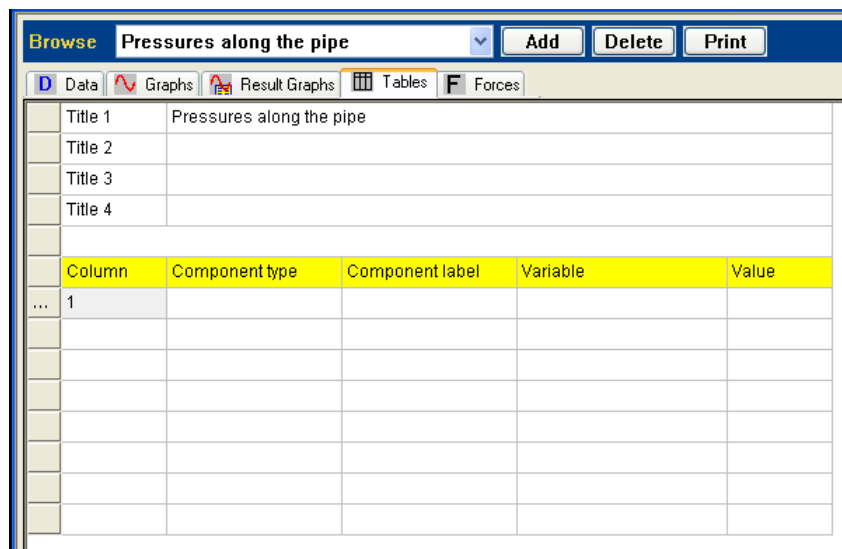 Browse Pressures along the pipe Add Delete Print
D Data Graphs Result Graphs Tables F Forces
Title 1 Pressures along the pipe
Title 2
Title 3
Title 4
Column Component type Component label Variable Value
... 1